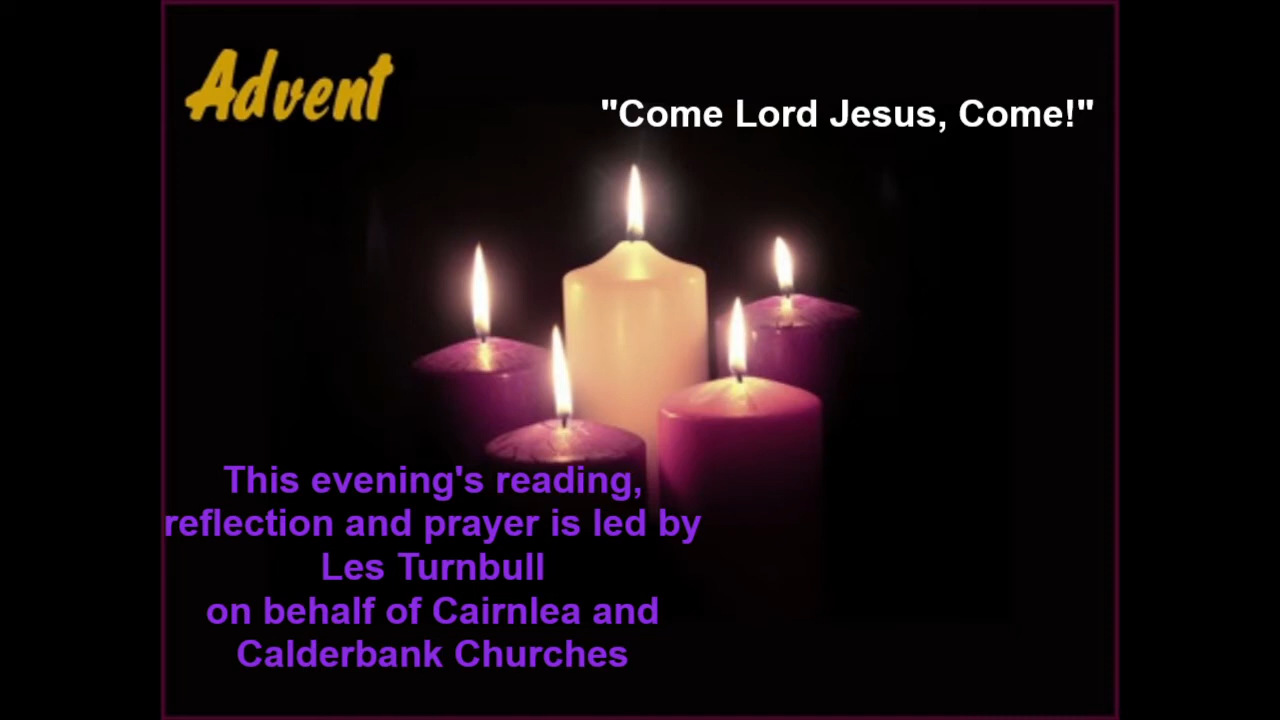 Advent
"Come Lord Jesus, Come!"
This evening's reading,
reflection and prayer is led by
Les Turnbull
on behalf of Cairnlea and
Calderbank Churches